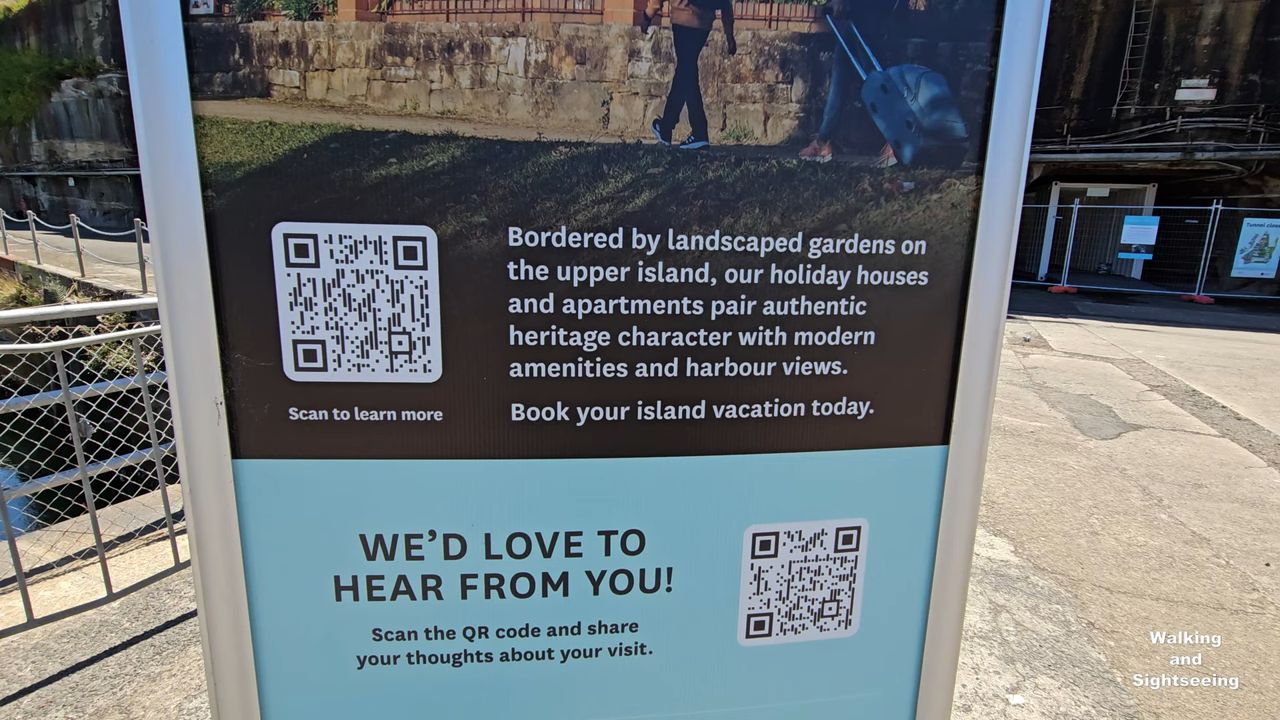 Bordered by landscaped gardens on
the upper island, our holiday houses
and apartments pair authentic
heritage character with modern
amenities and harbour views.
Book your island vacation today.
Scan to learn more
WE'D LOVE TO
HEAR FROM YOU!
Scan the QR code and share
your thoughts about your visit.
Walking
and
Sightseeing